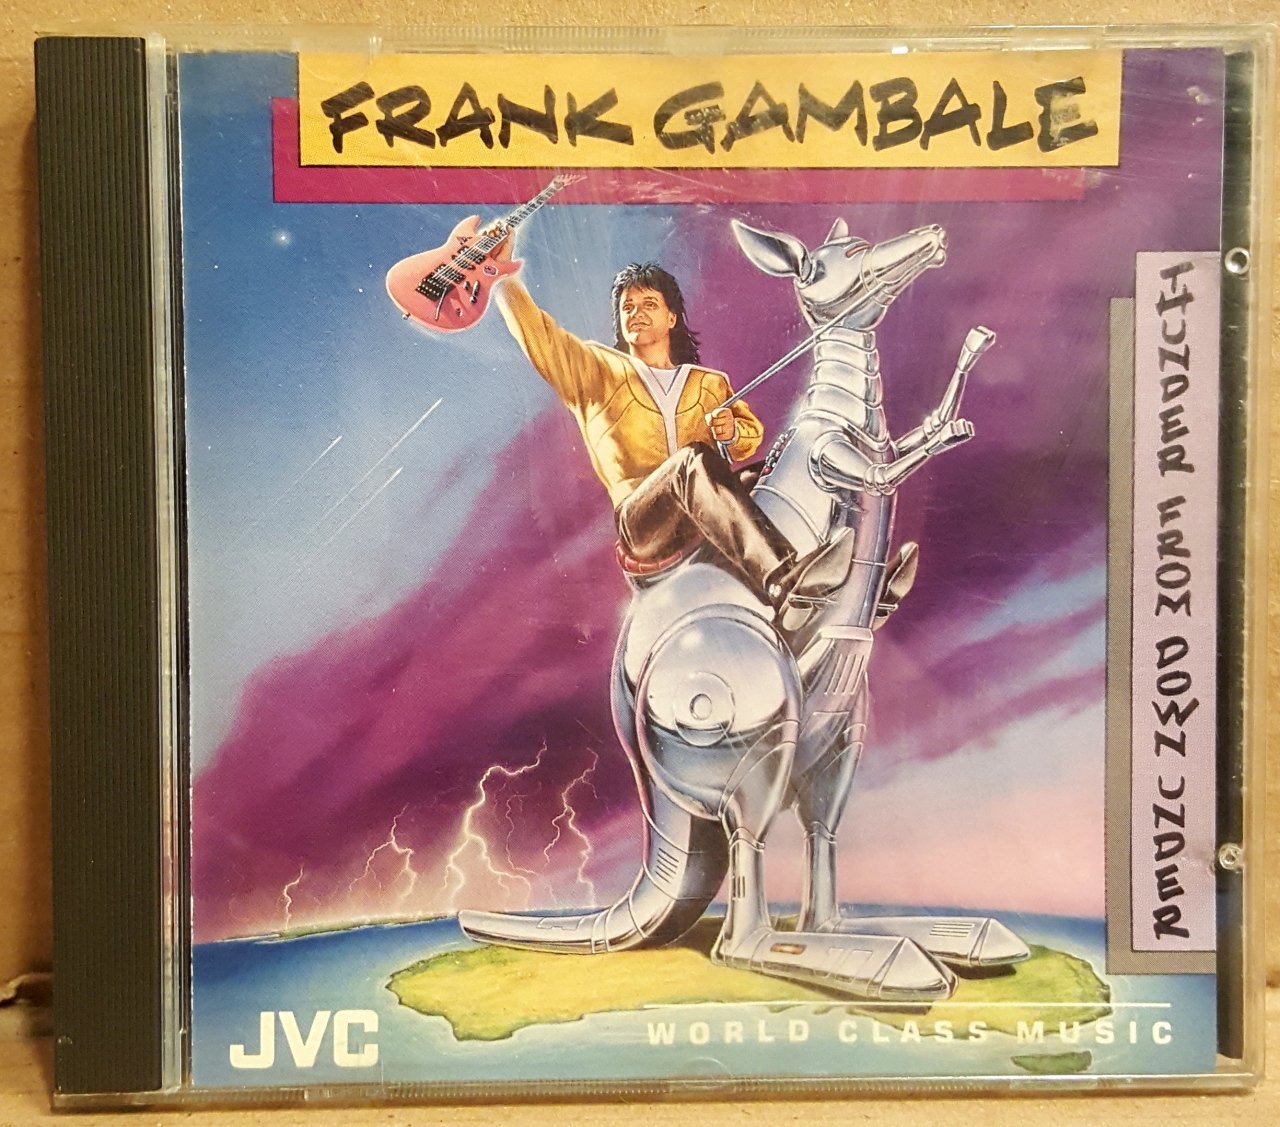 FRANK GAMBALE
THUNDER FROM DOWN UNDER
JVC
WORLD CLASS MUSIC